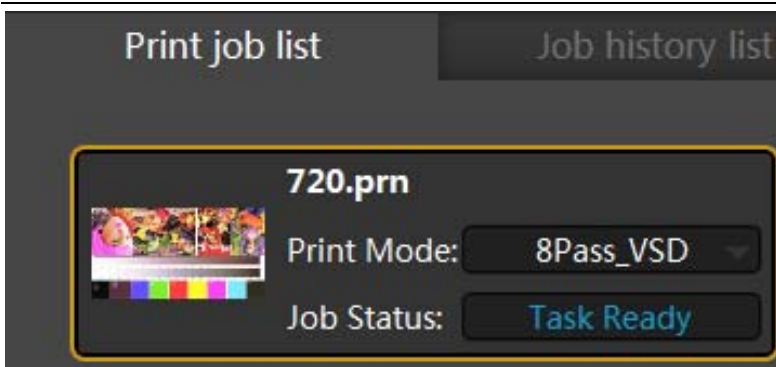 Print job list Job history list
720.prn
Print Mode: 8Pass_VSD
Job Status: Task Ready